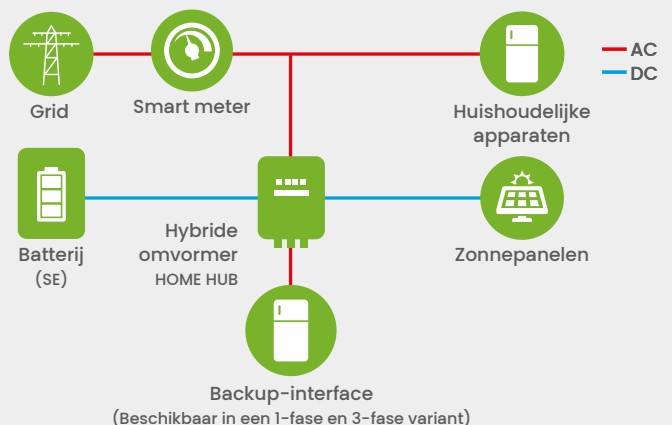 AC
DC
Grid
Smart meter
Huishoudelijke
apparaten
Batterij
(SE)
Hybride
omvormer
HOME HUB
Zonnepanelen
Backup-interface
(Beschikbaar in een 1-fase en 3-fase variant)